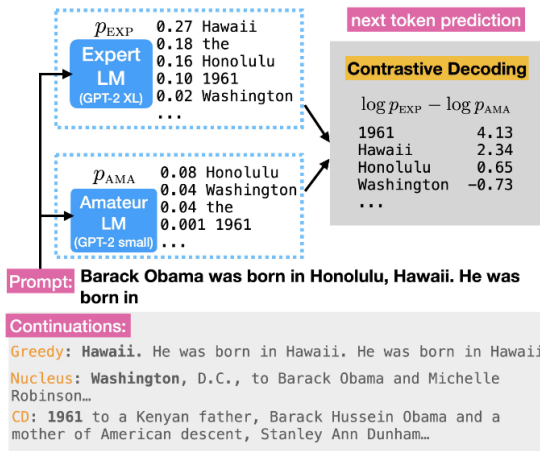 p_EXP
Expert
LM
(GPT-2 XL)
0.27 Hawaii
0.18 the
0.16 Honolulu
0.10 1961
0.02 Washington
...
p_AMA
Amateur
LM
(GPT-2 small)
0.08 Honolulu
0.04 Washington
0.04 the
0.001 1961
...
next token prediction
Contrastive Decoding
log p_EXP − log p_AMA
1961 4.13
Hawaii 2.34
Honolulu 0.65
Washington −0.73
...
Prompt: Barack Obama was born in Honolulu, Hawaii. He was
born in
Continuations:
Greedy: Hawaii. He was born in Hawaii. He was born in Hawaii
Nucleus: Washington, D.C., to Barack Obama and Michelle
Robinson…
CD: 1961 to a Kenyan father, Barack Hussein Obama and a
mother of American descent, Stanley Ann Dunham…